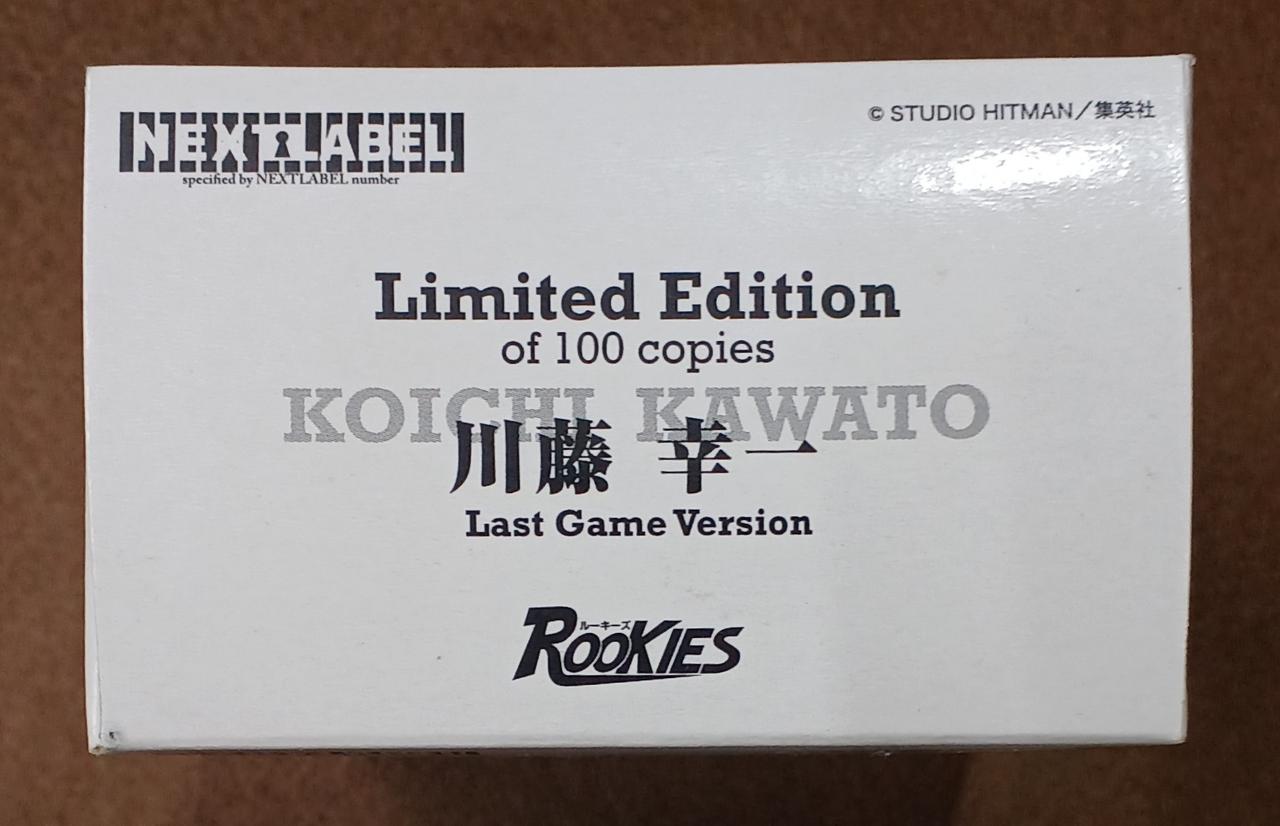 NEXTLABEL
specified by NEXTLABEL number
© STUDIO HITMAN／集英社
Limited Edition
of 100 copies
KOICHI KAWATO
川藤 幸一
Last Game Version
ルーキーズ
ROOKIES